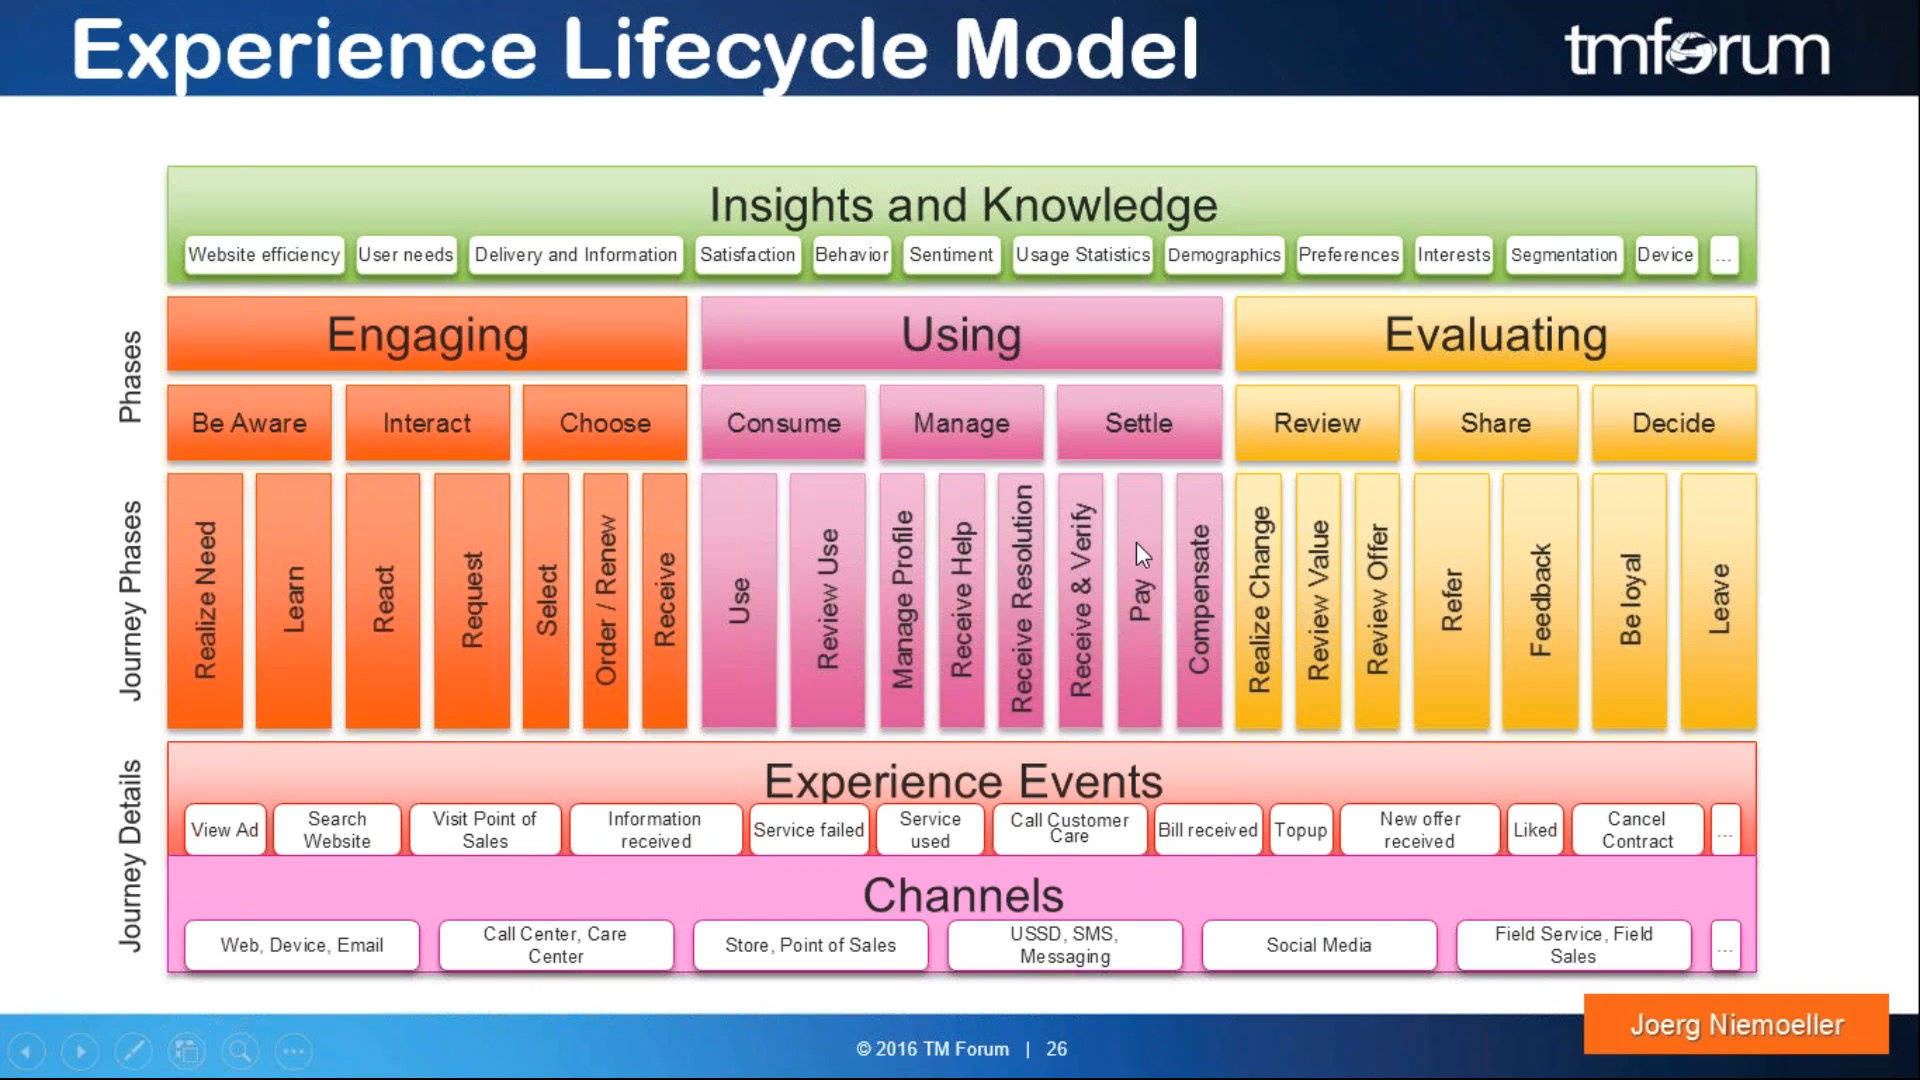 Experience Lifecycle Model
tmforum
Insights and Knowledge
Website efficiency
User needs
Delivery and Information
Satisfaction
Behavior
Sentiment
Usage Statistics
Demographics
Preferences
Interests
Segmentation
Device
...
Phases
Engaging
Using
Evaluating
Be Aware
Interact
Choose
Consume
Manage
Settle
Review
Share
Decide
Journey Phases
Realize Need
Learn
React
Request
Select
Order / Renew
Receive
Use
Review Use
Manage Profile
Receive Help
Receive Resolution
Receive & Verify
Pay
Compensate
Realize Change
Review Value
Review Offer
Refer
Feedback
Be loyal
Leave
Journey Details
Experience Events
View Ad
Search
Website
Visit Point of
Sales
Information
received
Service failed
Service
used
Call Customer
Care
Bill received
Topup
New offer
received
Liked
Cancel
Contract
...
Channels
Web, Device, Email
Call Center, Care
Center
Store, Point of Sales
USSD, SMS,
Messaging
Social Media
Field Service, Field
Sales
...
Joerg Niemoeller
© 2016 TM Forum | 26